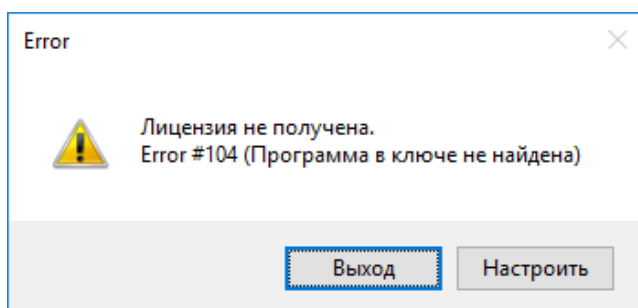 Error
Лицензия не получена.
Error #104 (Программа в ключе не найдена)
Выход
Настроить